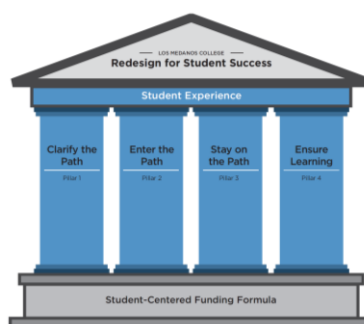 LOS MEDANOS COLLEGE
Redesign for Student Success
Student Experience
Clarify the
Path
Pillar 1
Enter the
Path
Pillar 2
Stay on
the Path
Pillar 3
Ensure
Learning
Pillar 4
Student-Centered Funding Formula